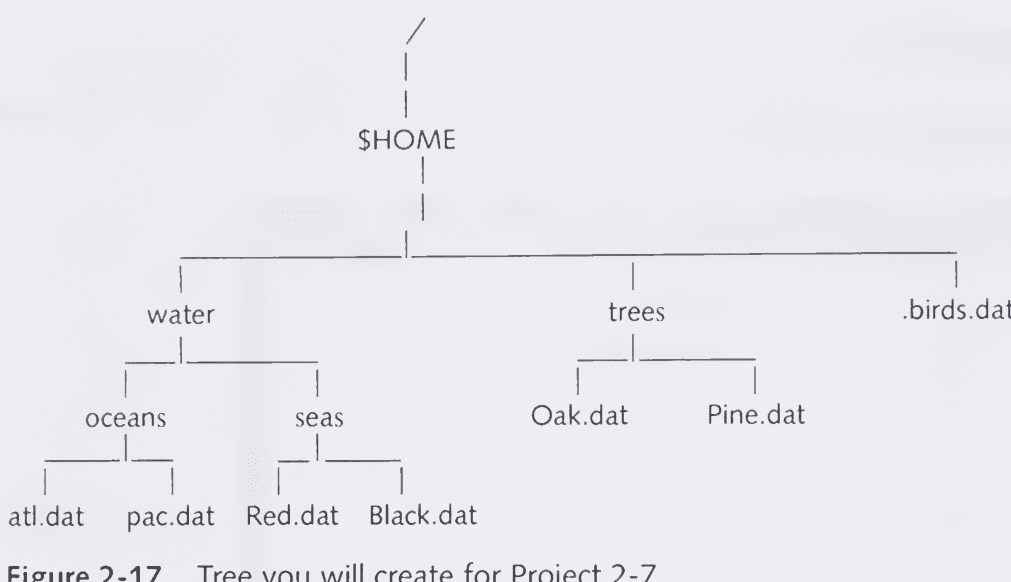 /
$HOME
water trees .birds.dat
oceans seas Oak.dat Pine.dat
atl.dat pac.dat Red.dat Black.dat
Figure 2-17 Tree you will create for Project 2-7